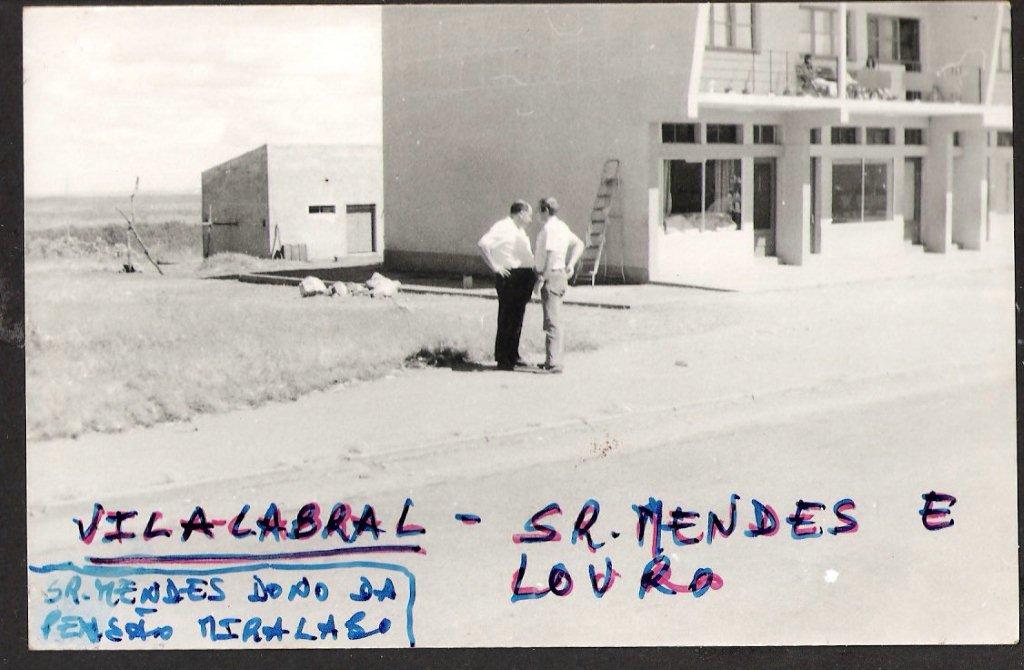 VILA CABRAL - SR. MENDES E
LOURO
SR. MENDES DONO DA
PENSÃO MIRALAGO